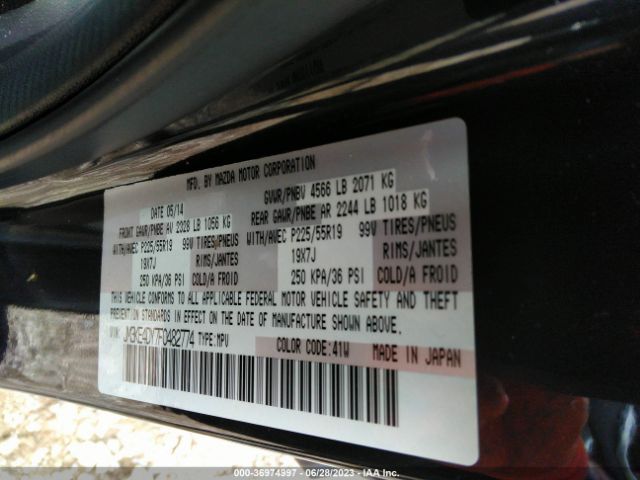 MFD. BY MAZDA MOTOR CORPORATION
DATE 05/14
GVWR/PNBV 4566 LB 2071 KG
FRONT GAWR/PNBE AV 2028 LB 1056 KG
REAR GAWR/PNBE AR 2244 LB 1018 KG
WITH/AVEC P225/55R19 99V TIRES/PNEUS
WITH/AVEC P225/55R19 99V TIRES/PNEUS
19X7J RIMS/JANTES
19X7J RIMS/JANTES
250 KPA/36 PSI COLD/A FROID
250 KPA/36 PSI COLD/A FROID
THIS VEHICLE CONFORMS TO ALL APPLICABLE FEDERAL MOTOR VEHICLE SAFETY AND THEFT
PREVENTION STANDARDS IN EFFECT ON THE DATE OF MANUFACTURE SHOWN ABOVE.
VIN: TYPE:MPV
COLOR CODE:41W MADE IN JAPAN
000-36974397 - 06/28/2023 - IAA Inc.